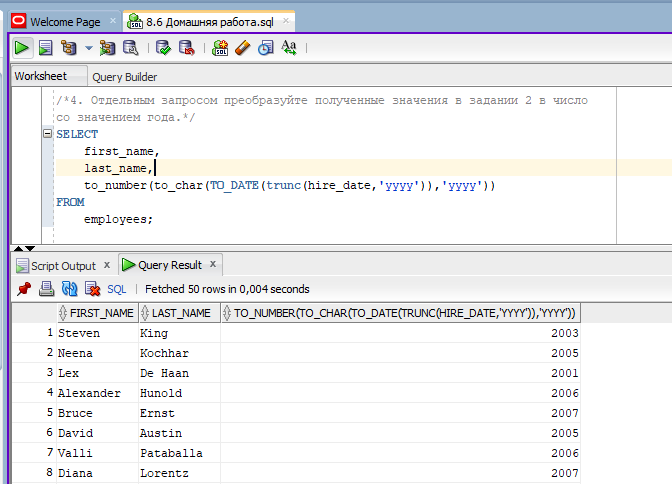 Welcome Page
8.6 Домашняя работа.sql
Worksheet
Query Builder
/*4. Отдельным запросом преобразуйте полученные значения в задании 2 в число
со значением года.*/
SELECT
first_name,
last_name,
to_number(to_char(TO_DATE(trunc(hire_date,'yyyy')),'yyyy'))
FROM
employees;
Script Output
Query Result
SQL
Fetched 50 rows in 0,004 seconds
FIRST_NAME LAST_NAME TO_NUMBER(TO_CHAR(TO_DATE(TRUNC(HIRE_DATE,'YYYY')),'YYYY'))
1 Steven King 2003
2 Neena Kochhar 2005
3 Lex De Haan 2001
4 Alexander Hunold 2006
5 Bruce Ernst 2007
6 David Austin 2005
7 Valli Pataballa 2006
8 Diana Lorentz 2007